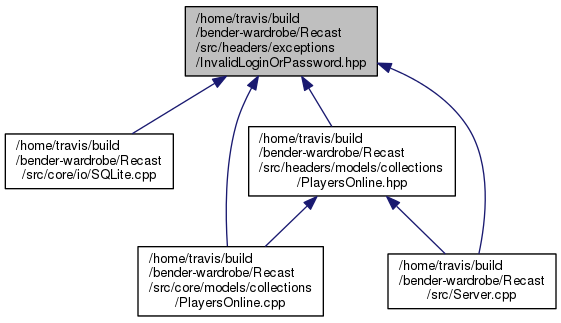 /home/travis/build
/bender-wardrobe/Recast
/src/headers/exceptions
/InvalidLoginOrPassword.hpp
/home/travis/build
/bender-wardrobe/Recast
/src/core/io/SQLite.cpp
/home/travis/build
/bender-wardrobe/Recast
/src/headers/models/collections
/PlayersOnline.hpp
/home/travis/build
/bender-wardrobe/Recast
/src/core/models/collections
/PlayersOnline.cpp
/home/travis/build
/bender-wardrobe/Recast
/src/Server.cpp